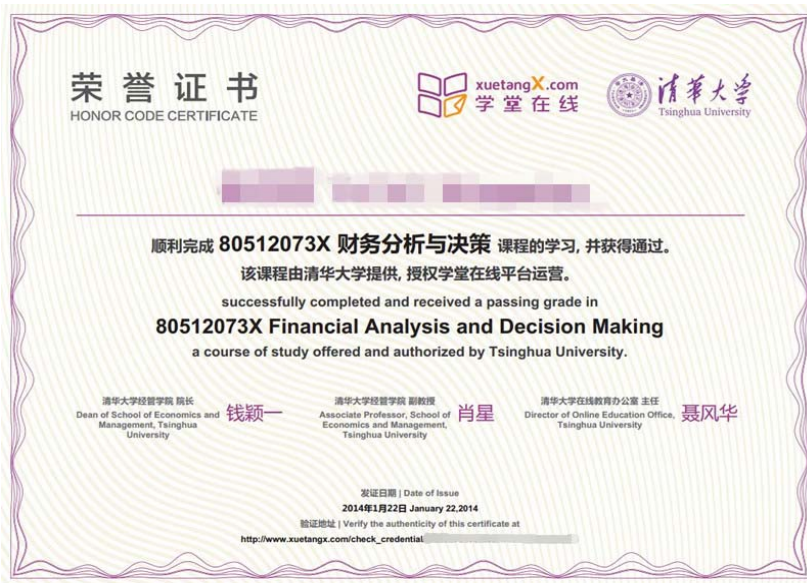 荣誉证书
HONOR CODE CERTIFICATE
xuetangX.com
学堂在线
清华大学
Tsinghua University
顺利完成 80512073X 财务分析与决策 课程的学习, 并获得通过。
该课程由清华大学提供, 授权学堂在线平台运营。
successfully completed and received a passing grade in
80512073X Financial Analysis and Decision Making
a course of study offered and authorized by Tsinghua University.
清华大学经管学院 院长
Dean of School of Economics and
Management, Tsinghua
University
钱颖一
清华大学经管学院 副教授
Associate Professor, School of
Economics and Management,
Tsinghua University
肖星
清华大学在线教育办公室 主任
Director of Online Education Office,
Tsinghua University
聂风华
发证日期 | Date of Issue
2014年1月22日 January 22,2014
验证地址 | Verify the authenticity of this certificate at
http://www.xuetangx.com/check_credential